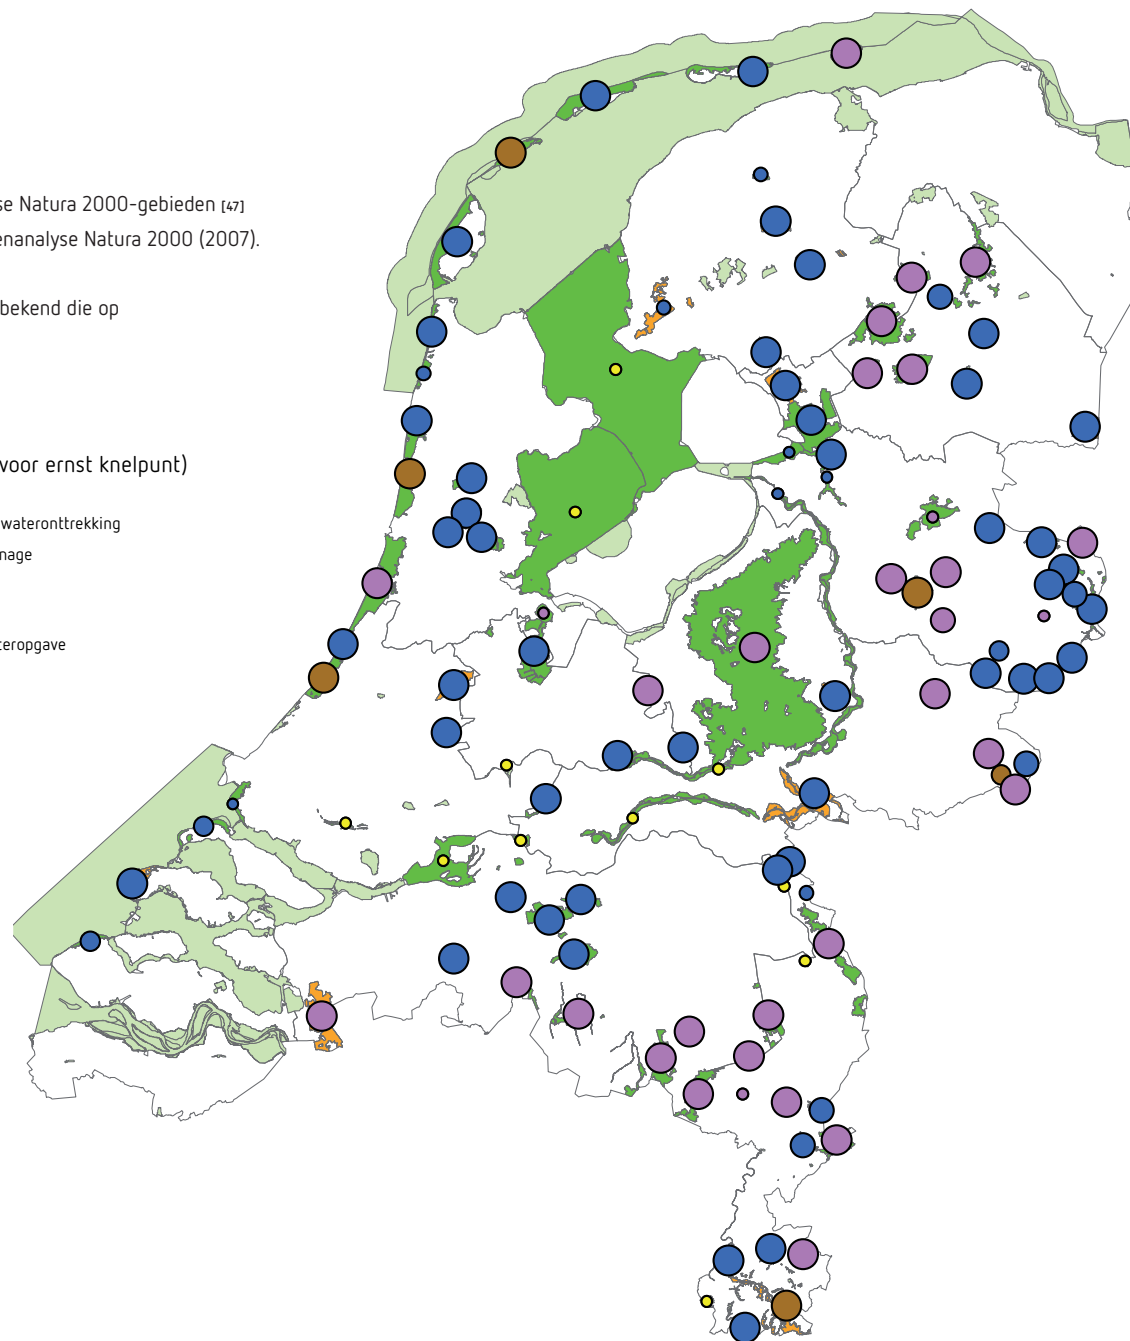 se Natura 2000-gebieden [47]
enanalyse Natura 2000 (2007).
bekend die op
voor ernst knelpunt)
wateronttrekking
nage
teropgave